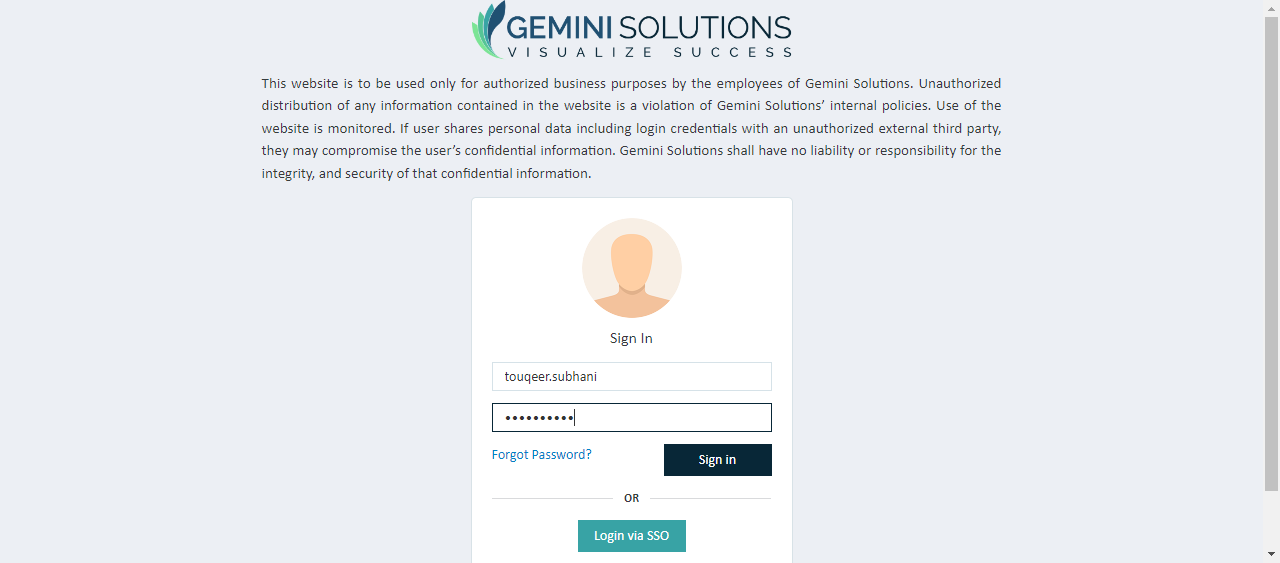 GEMINI SOLUTIONS
VISUALIZE SUCCESS
This website is to be used only for authorized business purposes by the employees of Gemini Solutions. Unauthorized
distribution of any information contained in the website is a violation of Gemini Solutions’ internal policies. Use of the
website is monitored. If user shares personal data including login credentials with an unauthorized external third party,
they may compromise the user’s confidential information. Gemini Solutions shall have no liability or responsibility for the
integrity, and security of that confidential information.
Sign In
touqeer.subhani
••••••••••
Forgot Password?
Sign in
OR
Login via SSO